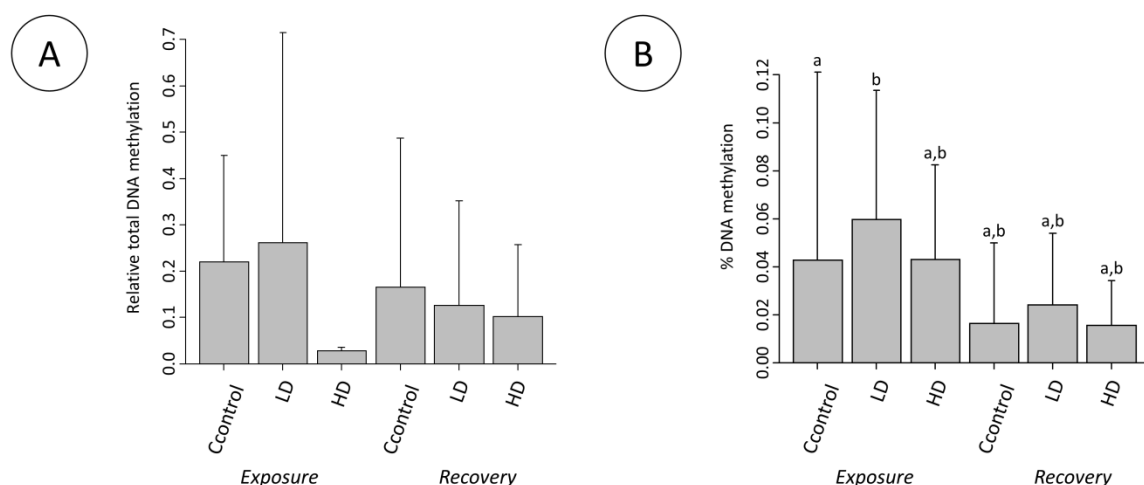 A
Relative total DNA methylation
0.7
0.6
0.5
0.4
0.3
0.2
0.1
0.0
Ccontrol
LD
HD
Ccontrol
LD
HD
Exposure
Recovery
B
% DNA methylation
0.12
0.10
0.08
0.06
0.04
0.02
0.00
a
b
a,b
a,b
a,b
a,b
Ccontrol
LD
HD
Ccontrol
LD
HD
Exposure
Recovery